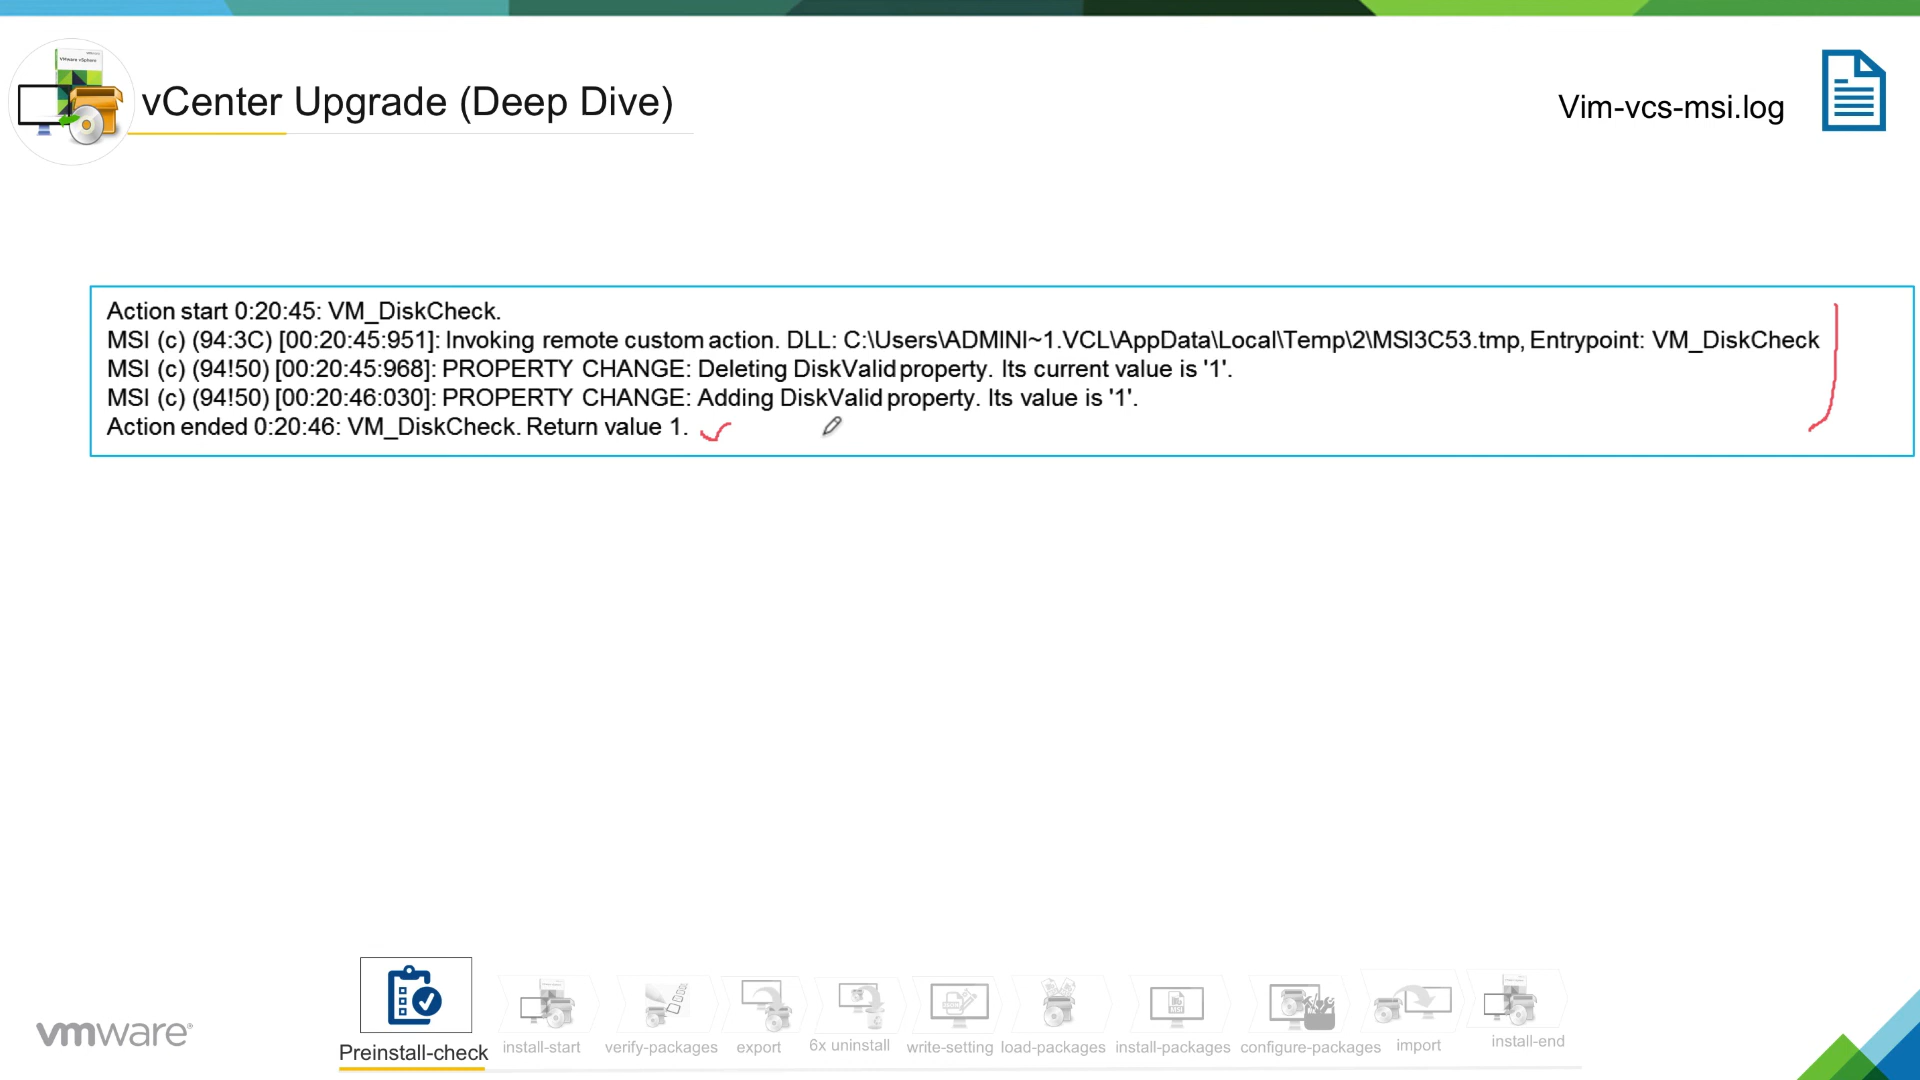 vCenter Upgrade (Deep Dive)
Vim-vcs-msi.log
Action start 0:20:45: VM_DiskCheck.
MSI (c) (94:3C) [00:20:45:951]: Invoking remote custom action. DLL: C:\Users\ADMINI~1.VCL\AppData\Local\Temp\2\MSI3C53.tmp, Entrypoint: VM_DiskCheck
MSI (c) (94!50) [00:20:45:968]: PROPERTY CHANGE: Deleting DiskValid property. Its current value is '1'.
MSI (c) (94!50) [00:20:46:030]: PROPERTY CHANGE: Adding DiskValid property. Its value is '1'.
Action ended 0:20:46: VM_DiskCheck. Return value 1.
vmware®
Preinstall-check
install-start
verify-packages
export
6x uninstall
write-setting
load-packages
install-packages
configure-packages
import
install-end